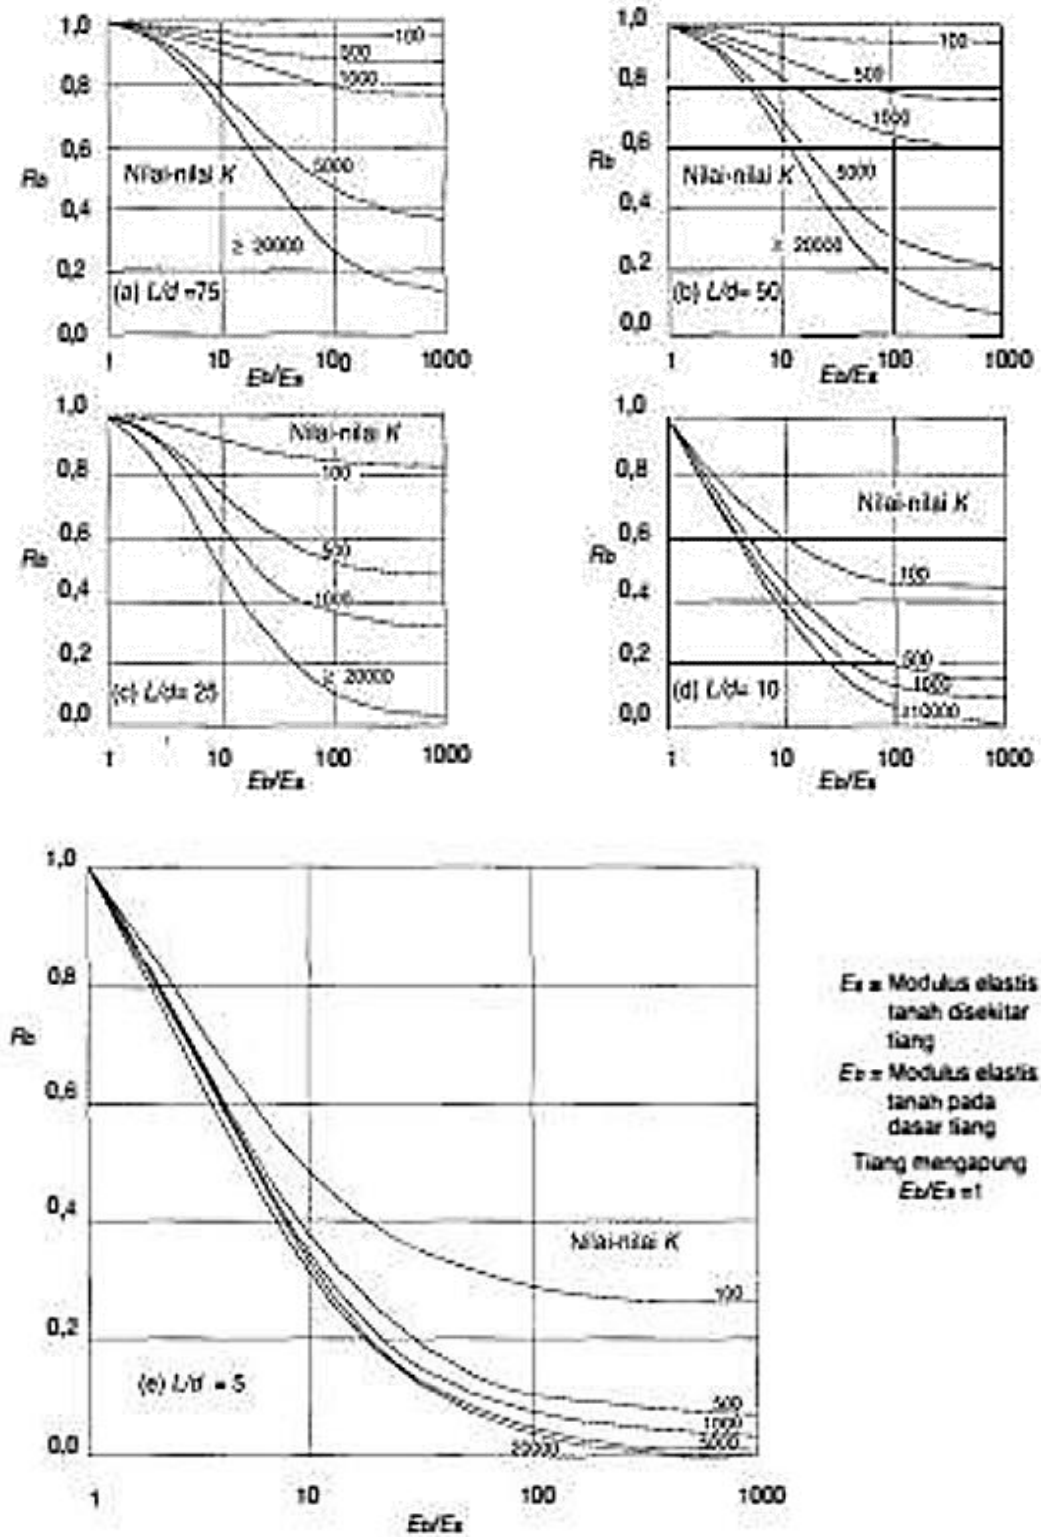 1,0
0,8
0,6
0,4
0,2
0,0
Rb
100
500
1000
5000
≥ 20000
Nilai-nilai K
(a) L/d =75
1 10 100 1000
Eb/Es
1,0
0,8
0,6
0,4
0,2
0,0
Rb
100
500
1000
5000
≥ 20000
Nilai-nilai K
(b) L/d= 50
1 10 100 1000
Eb/Es
1,0
0,8
0,6
0,4
0,2
0,0
Rb
Nilai-nilai K
100
500
1000
≥ 20000
(c) L/d= 25
1 10 100 1000
Eb/Es
1,0
0,8
0,6
0,4
0,2
0,0
Rb
Nilai-nilai K
100
500
1000
(d) L/d= 10
1 10 100 1000
Eb/Es
1,0
0,8
0,6
0,4
0,2
0,0
Rb
Nilai-nilai K
100
500
1000
5000
20000
(e) L/d = 5
1 10 100 1000
Eb/Es
Es = Modulus elastis
tanah disekitar
tiang
Eb = Modulus elastis
tanah pada
dasar tiang
Tiang mengapung
Eb/Es =1